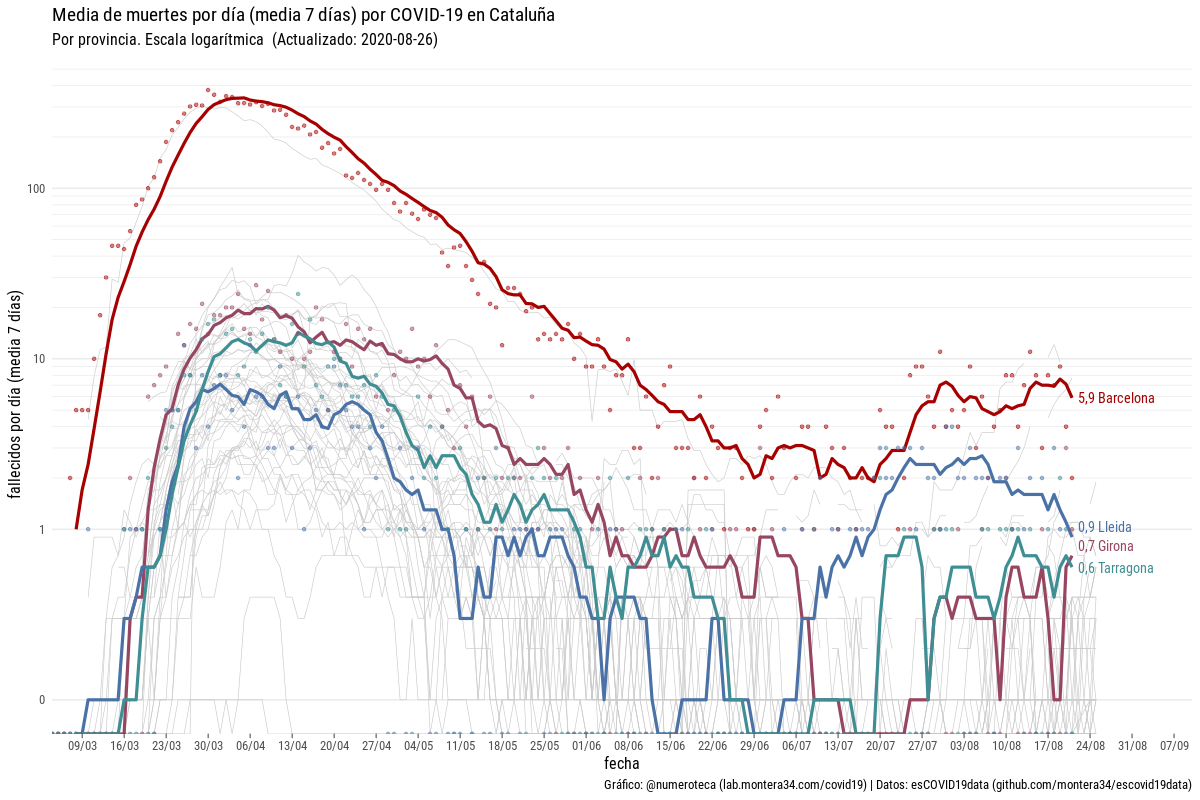 Media de muertes por día (media 7 días) por COVID-19 en Cataluña
Por provincia. Escala logarítmica  (Actualizado: 2020-08-26)
fallecidos por día (media  7 días)
100
10
1
0
5,9 Barcelona
0,9 Lleida
0,7 Girona
0,6 Tarragona
09/03 16/03 23/03 30/03 06/04 13/04 20/04 27/04 4/05 11/05 18/05 25/05 01/06 08/06 15/06 22/06 29/06 06/07 13/07 20/07 27/07 03/08 10/08 17/08 24/08 31/08 07/09
fecha
Gráfico: @numeroteca (lab.montera34.com/covid19) | Datos: esCOVID19data (github.com/montera34/escovid19data)